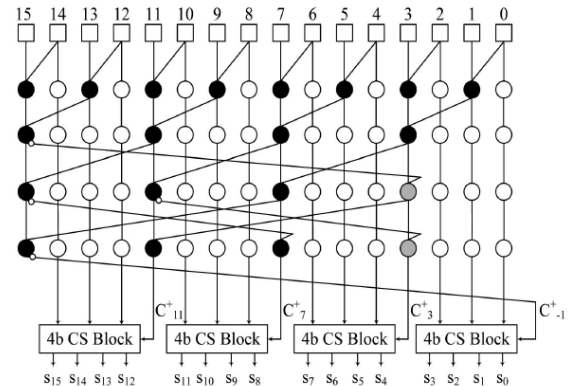 15 14 13 12 11 10 9 8 7 6 5 4 3 2 1 0
C⁺₁₁ C⁺₇ C⁺₃ C⁺₋₁
4b CS Block 4b CS Block 4b CS Block 4b CS Block
s₁₅ s₁₄ s₁₃ s₁₂ s₁₁ s₁₀ s₉ s₈ s₇ s₆ s₅ s₄ s₃ s₂ s₁ s₀